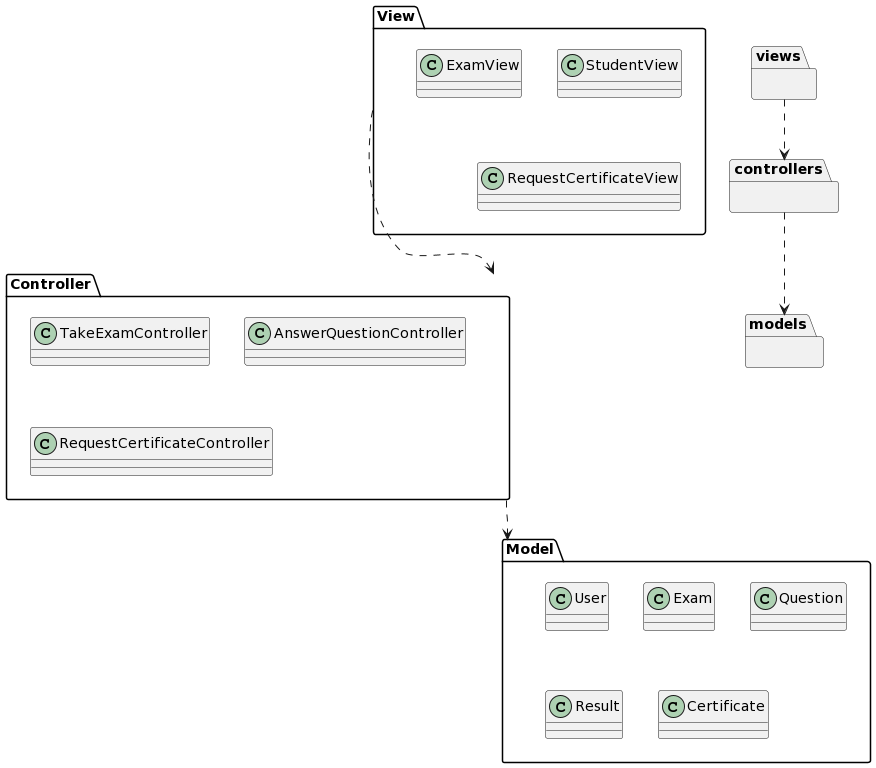 View
C ExamView
C StudentView
C RequestCertificateView
views
controllers
models
Controller
C TakeExamController
C AnswerQuestionController
C RequestCertificateController
Model
C User
C Exam
C Question
C Result
C Certificate